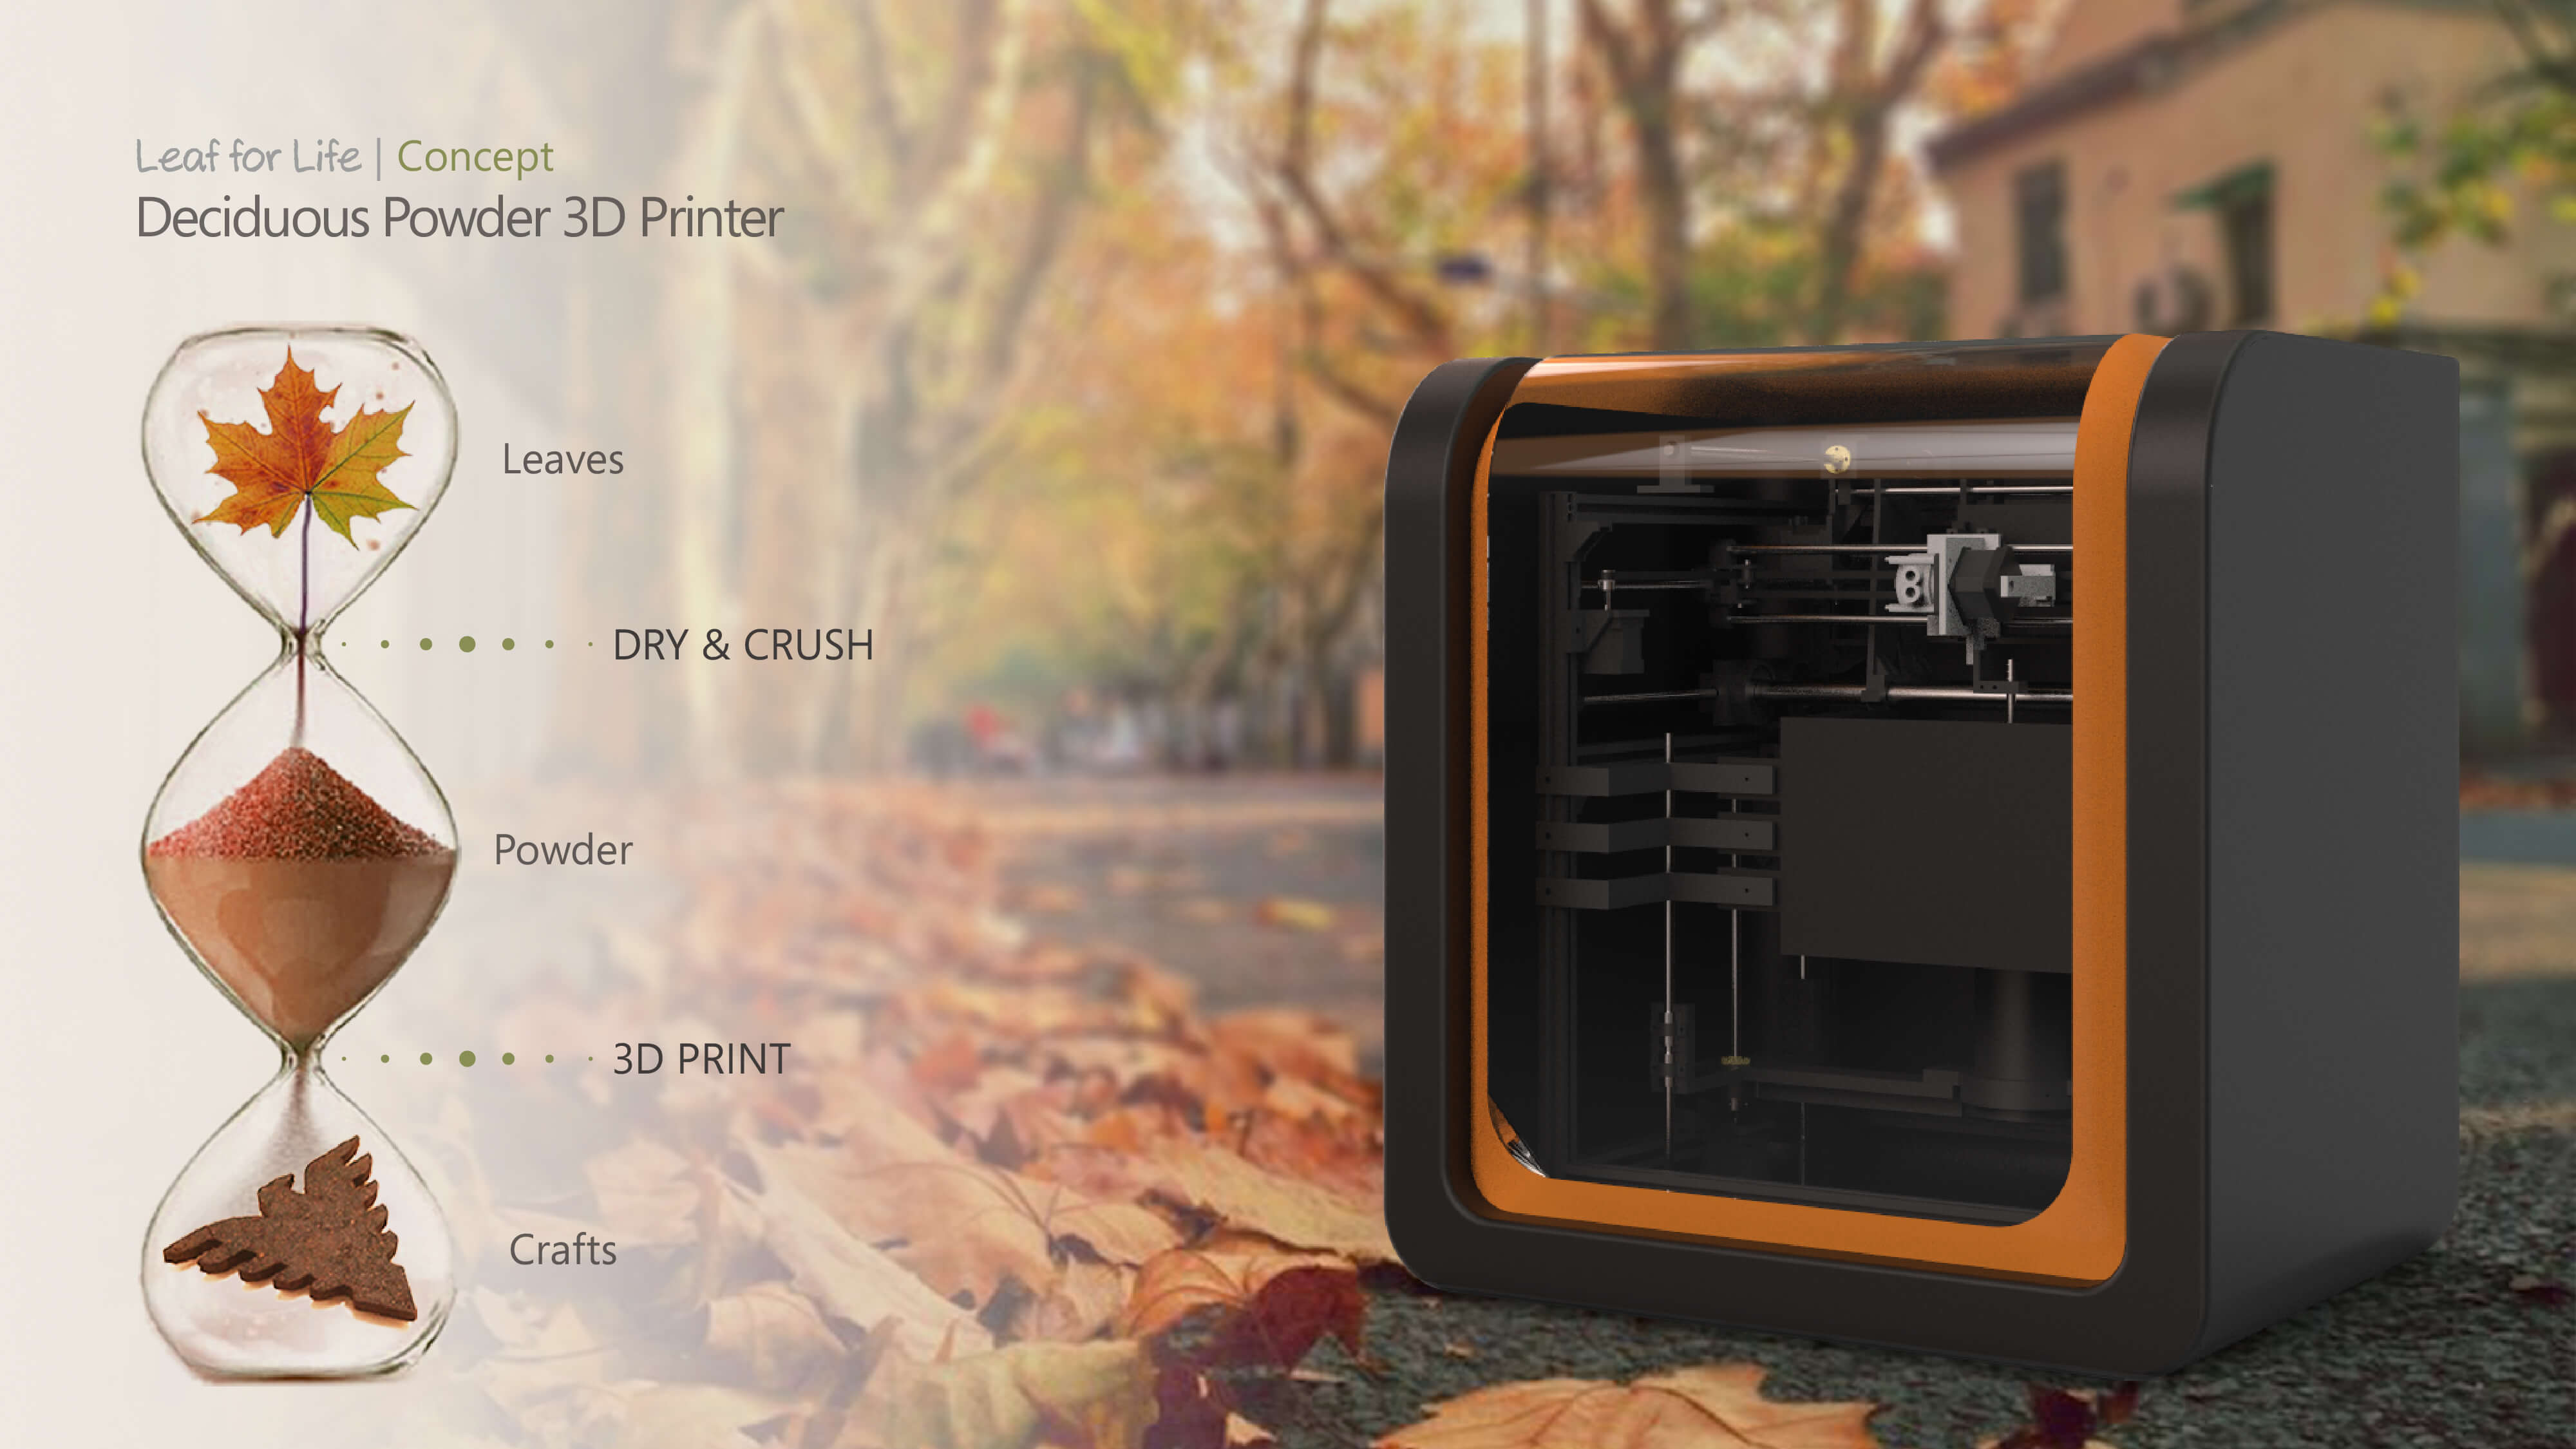 Leaf for Life | Concept
Deciduous Powder 3D Printer
Leaves
DRY & CRUSH
Powder
3D PRINT
Crafts